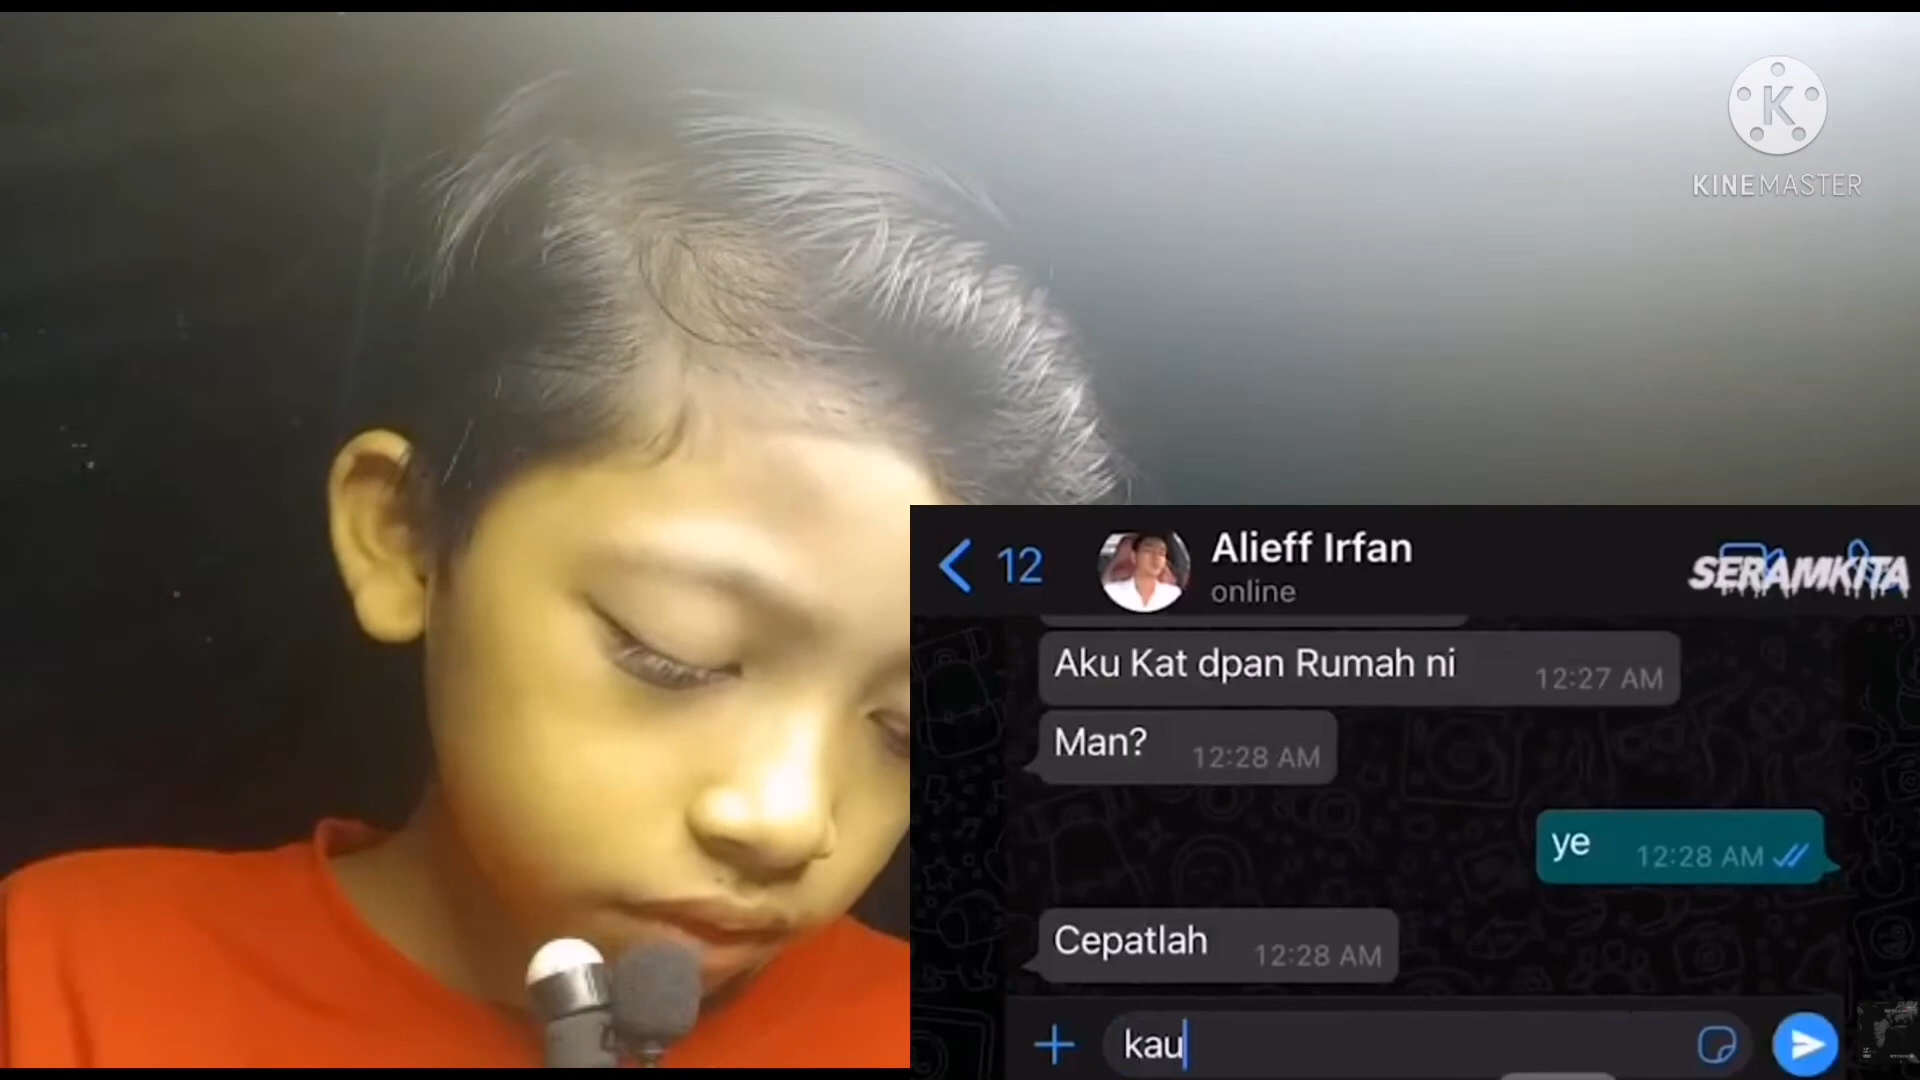 KINEMASTER
12
Alieff Irfan
online
SERAMKITA
Aku Kat dpan Rumah ni 12:27 AM
Man? 12:28 AM
ye 12:28 AM
Cepatlah 12:28 AM
kau